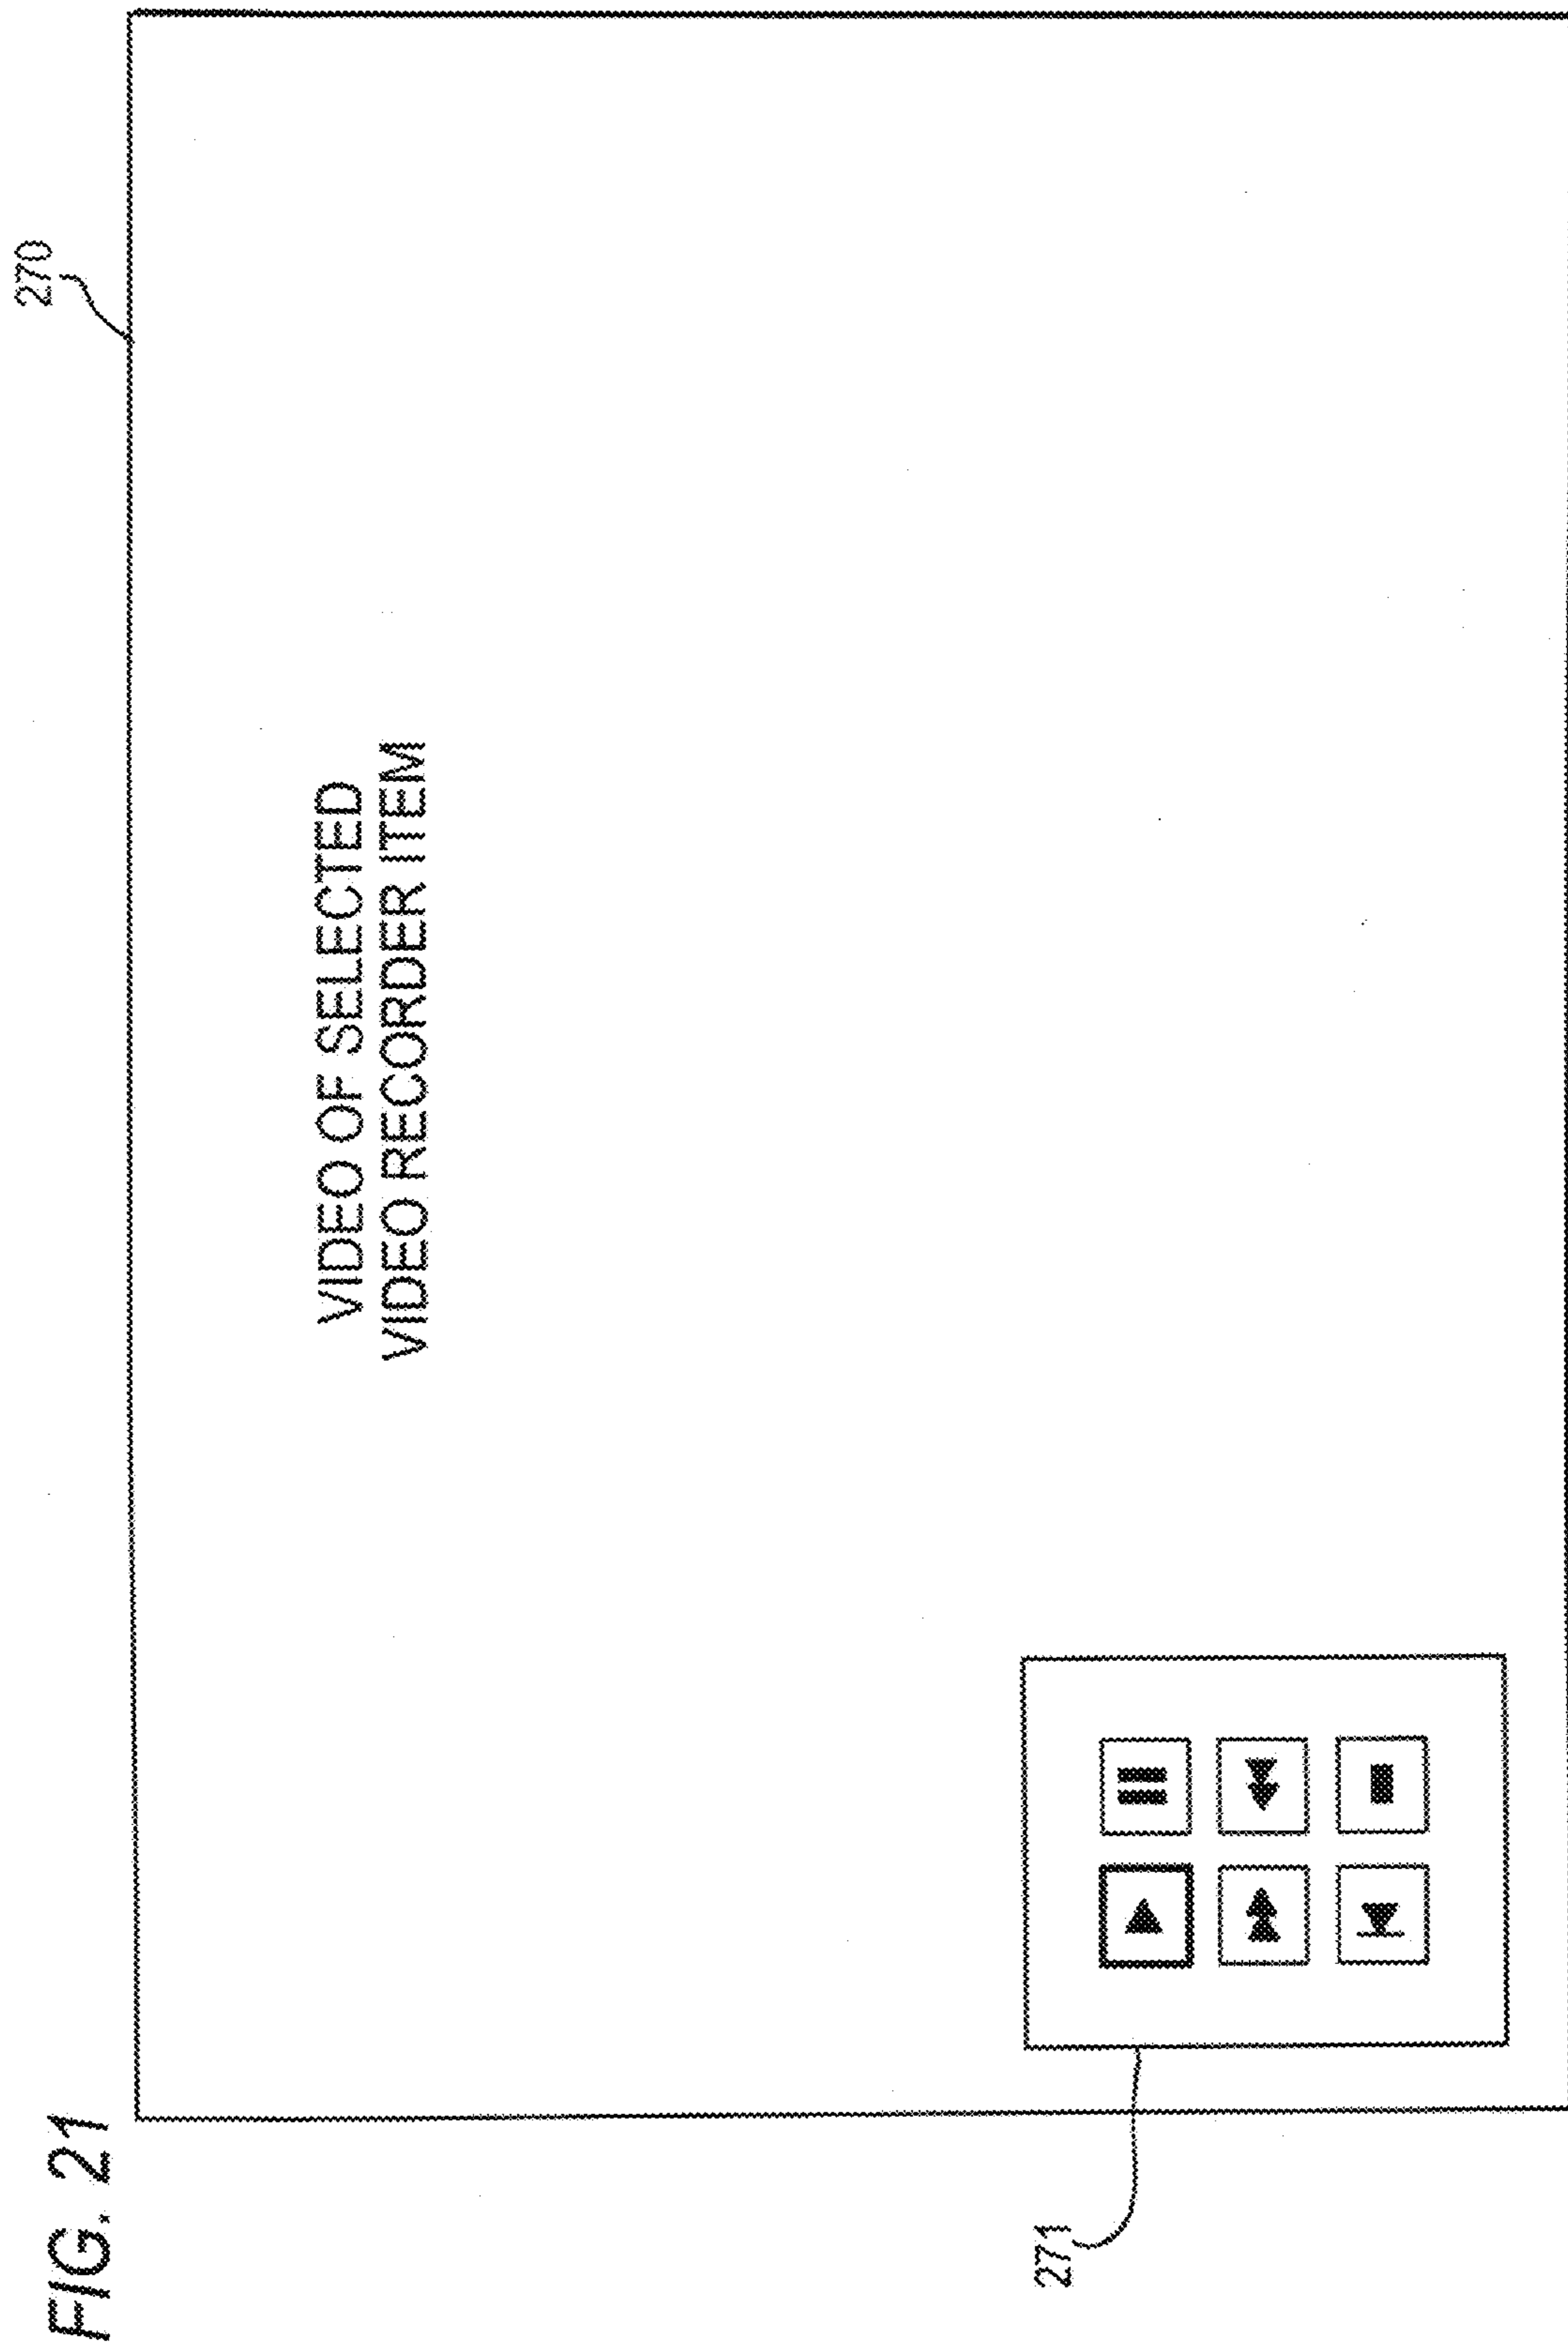 FIG. 21
270
VIDEO OF SELECTED
VIDEO RECORDER ITEM
271